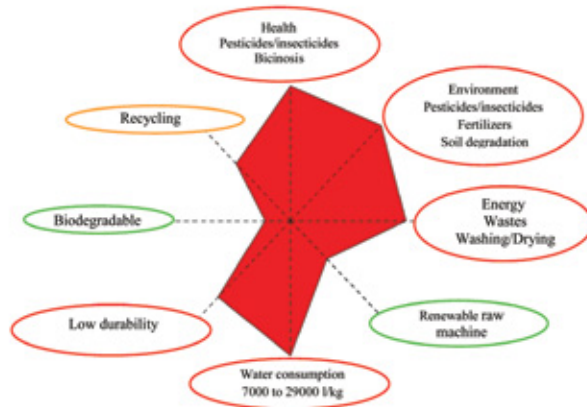 Health
Pesticides/insecticides
Bicinosis
Environment
Pesticides/insecticides
Fertilizers
Soil degradation
Recycling
Energy
Wastes
Washing/Drying
Biodegradable
Renewable raw
machine
Low durability
Water consumption
7000 to 29000 l/kg